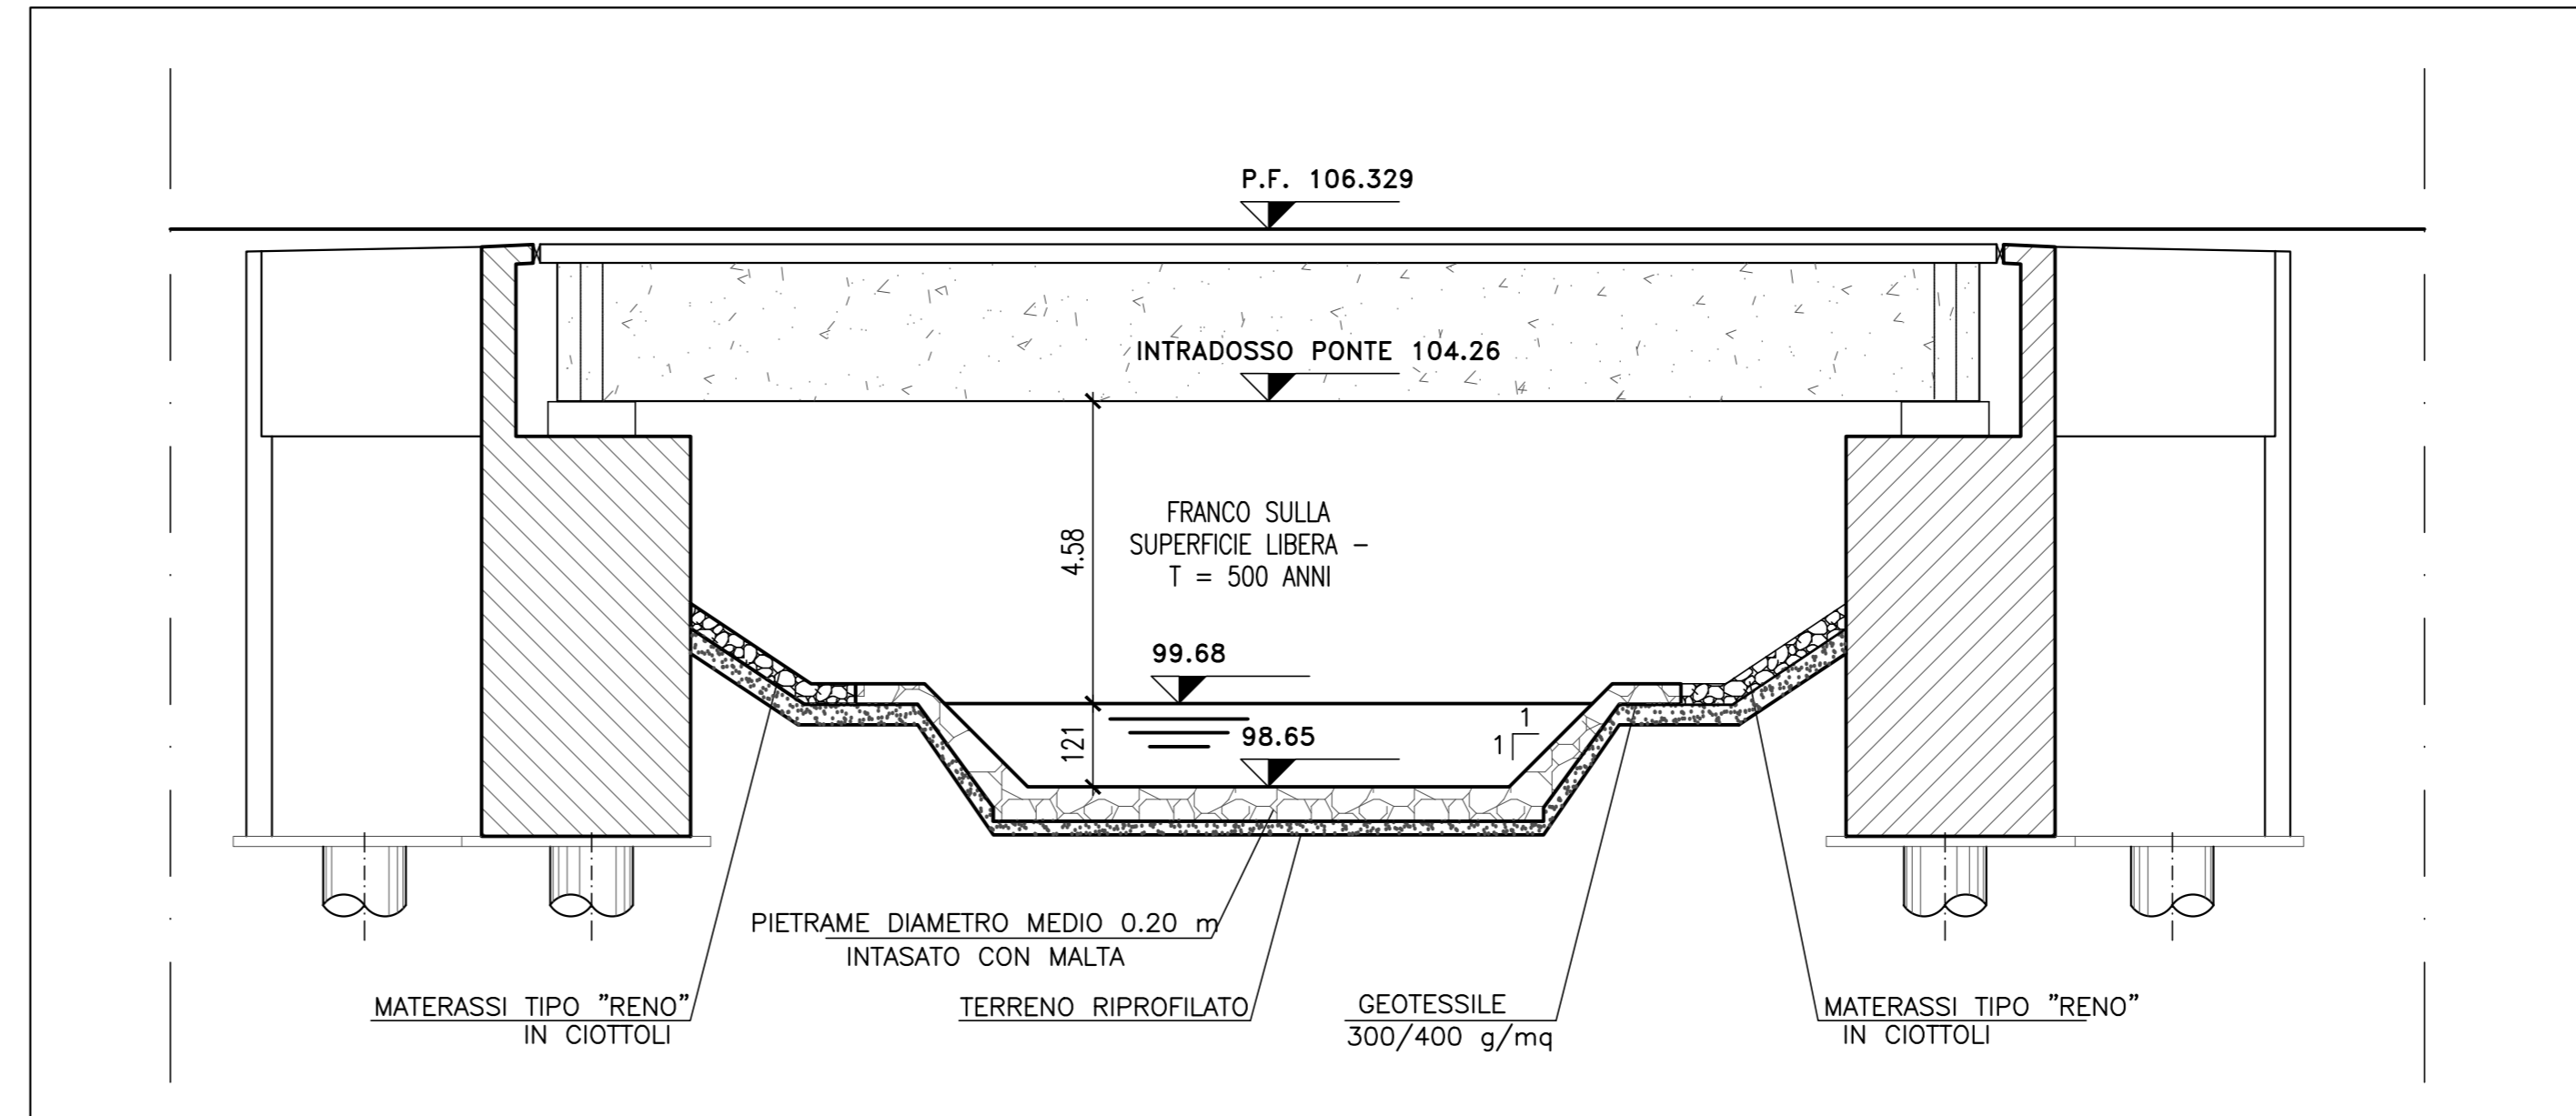 P.F. 106.329
INTRADOSSO PONTE 104.26
4.58
FRANCO SULLA
SUPERFICIE LIBERA -
T = 500 ANNI
99.68
121
98.65
1
1
PIETRAME DIAMETRO MEDIO 0.20 m
INTASATO CON MALTA
MATERASSI TIPO "RENO"
IN CIOTTOLI
TERRENO RIPROFILATO
GEOTESSILE
300/400 g/mq
MATERASSI TIPO "RENO"
IN CIOTTOLI